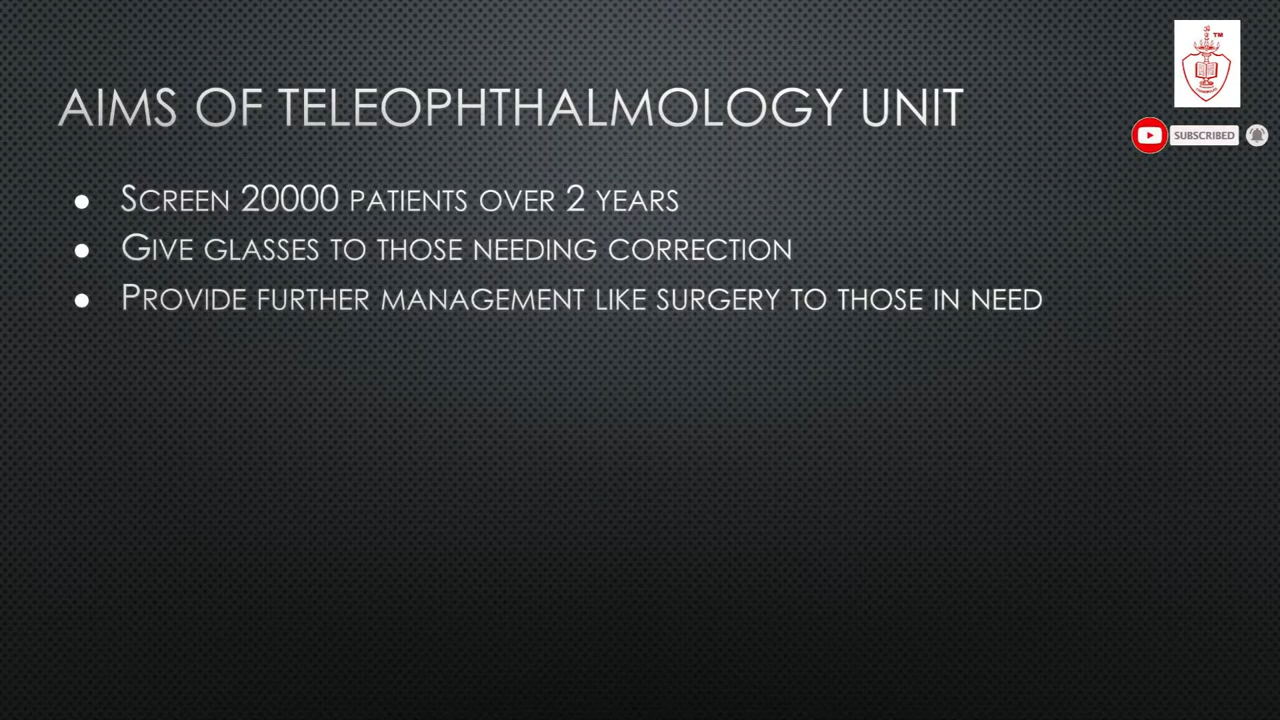 AIMS OF TELEOPHTHALMOLOGY UNIT
TM
SUBSCRIBED
● SCREEN 20000 PATIENTS OVER 2 YEARS
● GIVE GLASSES TO THOSE NEEDING CORRECTION
● PROVIDE FURTHER MANAGEMENT LIKE SURGERY TO THOSE IN NEED